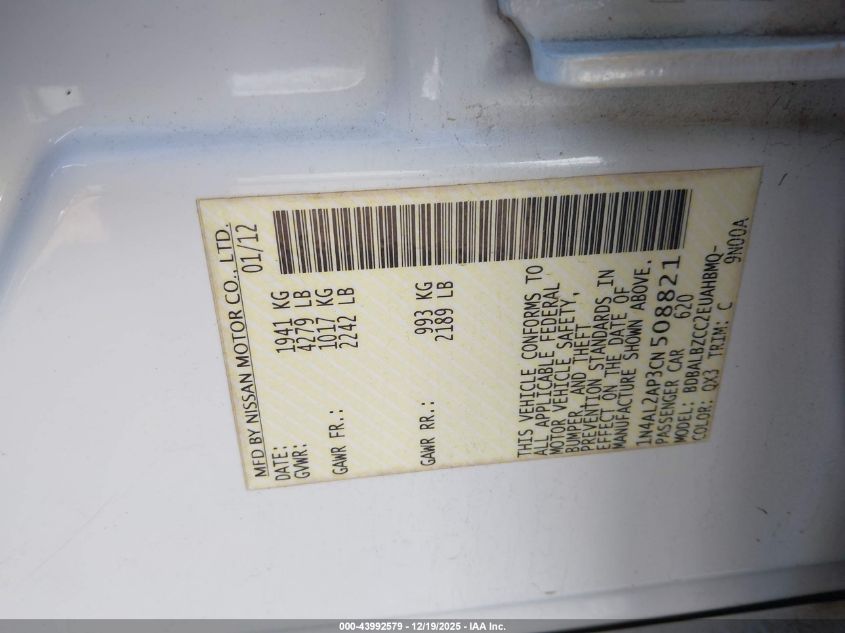 MFD BY NISSAN MOTOR CO., LTD.
DATE: 01/12
GVWR: 1941 KG
4279 LB
GAWR FR.: 1017 KG
2242 LB
GAWR RR.: 993 KG
2189 LB
THIS VEHICLE CONFORMS TO
ALL APPLICABLE FEDERAL
MOTOR VEHICLE SAFETY,
BUMPER, AND THEFT
PREVENTION STANDARDS IN
EFFECT ON THE DATE OF
MANUFACTURE SHOWN ABOVE.
1N4AL2AP3CN508821
PASSENGER CAR 620
MODEL: BDBALBZCCZEUAHBMQ-
COLOR: QX3 TRIM: C 9N00A
000-43992579 - 12/19/2025 - IAA Inc.